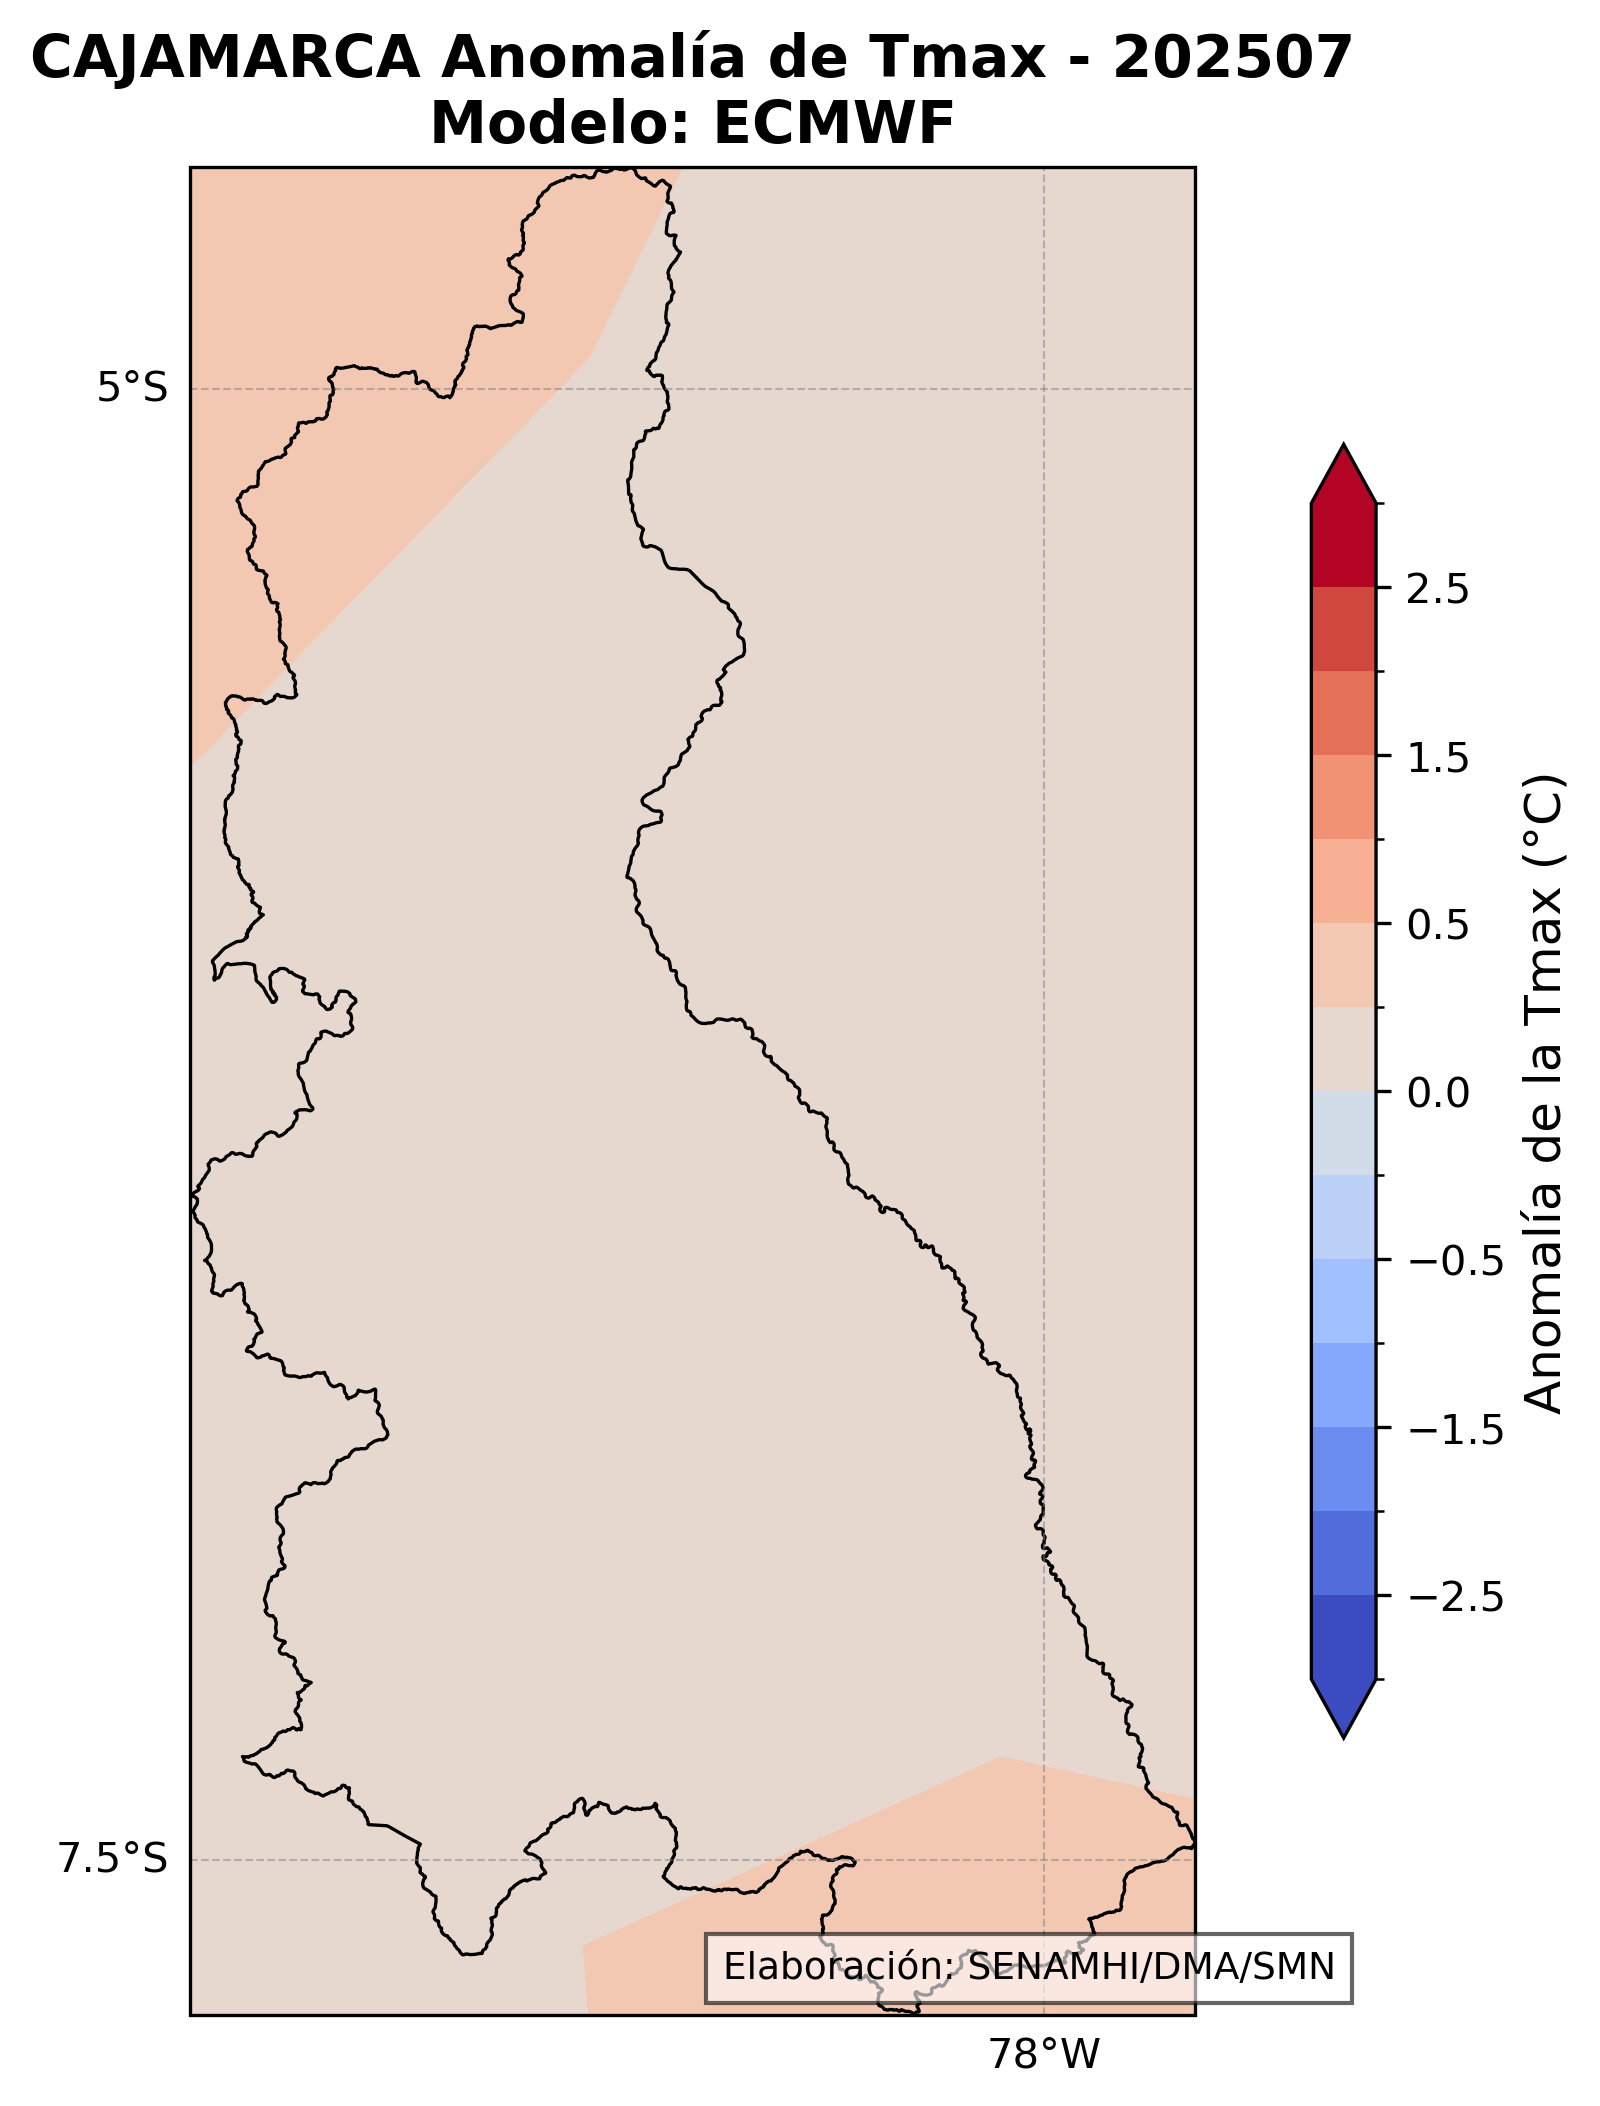 CAJAMARCA Anomalía de Tmax - 202507
Modelo: ECMWF
5°S
7.5°S
78°W
2.5
1.5
0.5
0.0
−0.5
−1.5
−2.5
Anomalía de la Tmax (°C)
Elaboración: SENAMHI/DMA/SMN